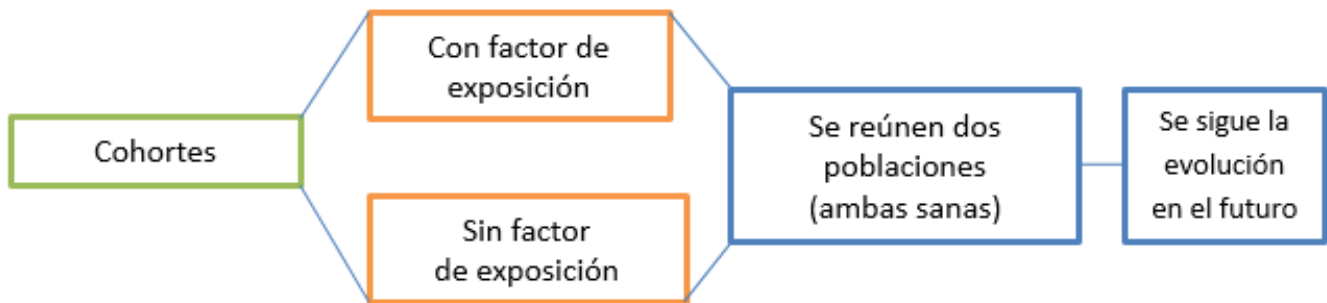 Cohortes
Con factor de
exposición
Sin factor
de exposición
Se reúnen dos
poblaciones
(ambas sanas)
Se sigue la
evolución
en el futuro